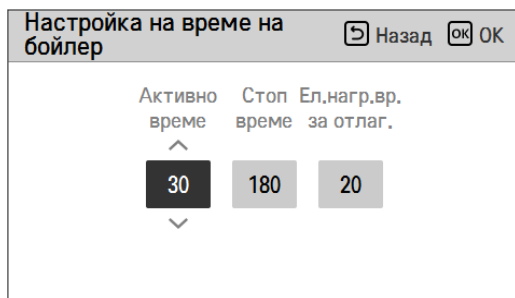 Настройка на време на
бойлер
Назад
OK OK
Активно Стоп Ел.нагр.вр.
време време за отлаг.
30 180 20